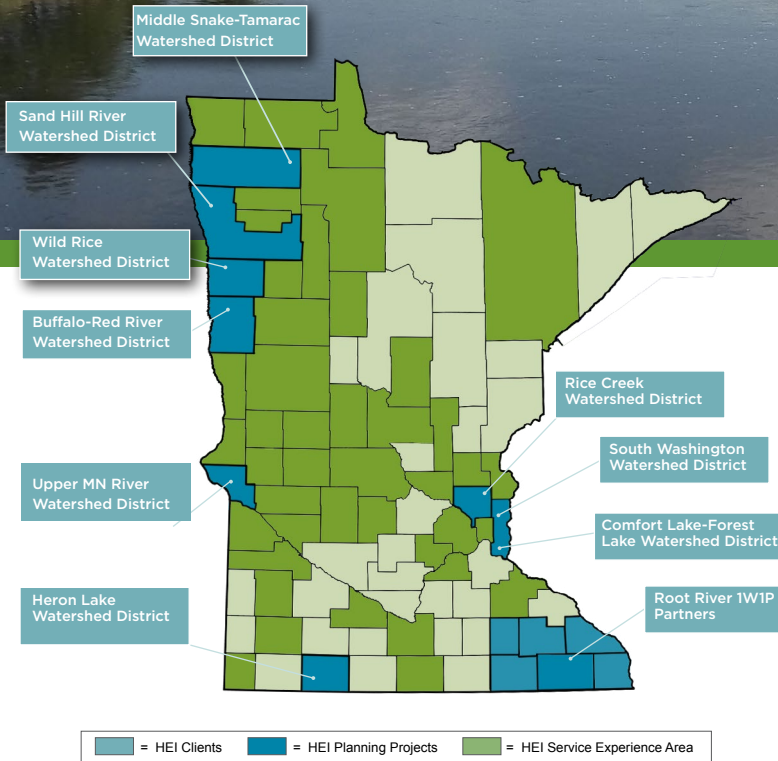 Middle Snake-Tamarac
Watershed District
Sand Hill River
Watershed District
Wild Rice
Watershed District
Buffalo-Red River
Watershed District
Rice Creek
Watershed District
South Washington
Watershed District
Upper MN River
Watershed District
Comfort Lake-Forest
Lake Watershed District
Heron Lake
Watershed District
Root River 1W1P
Partners
= HEI Clients
= HEI Planning Projects
= HEI Service Experience Area